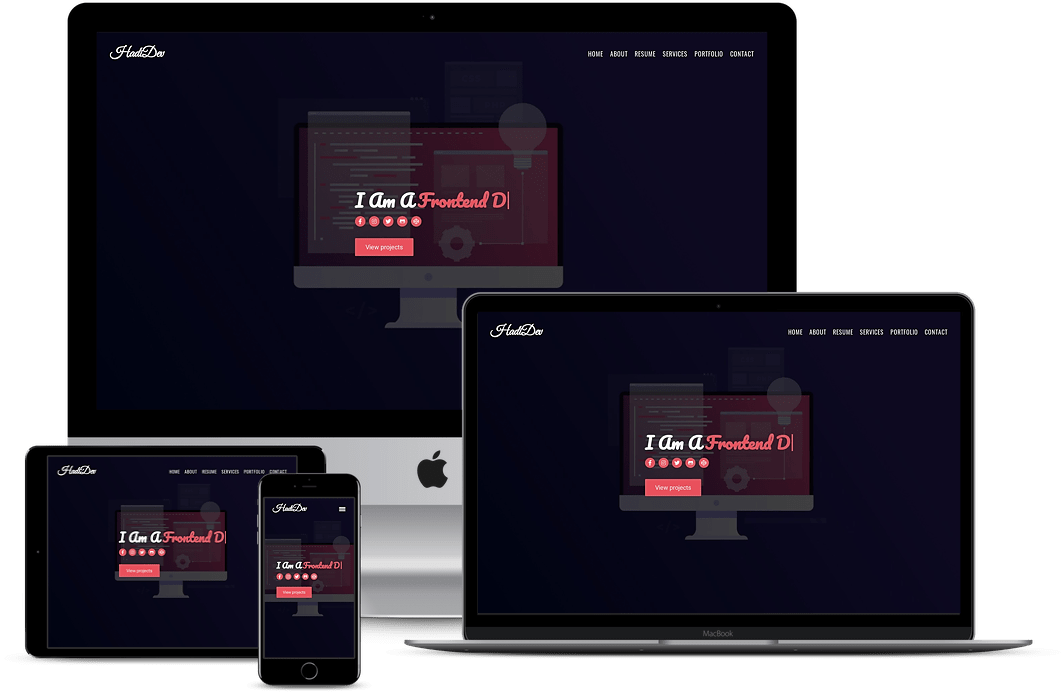 HadiDev
HOME ABOUT RESUME SERVICES PORTFOLIO CONTACT
I Am A Frontend D|
View projects
HadiDev
HOME ABOUT RESUME SERVICES PORTFOLIO CONTACT
I Am A Frontend D|
View projects
MacBook
HadiDev
HOME ABOUT RESUME SERVICES PORTFOLIO CONTACT
I Am A Frontend D|
View projects
HadiDev
I Am A Frontend D|
View projects